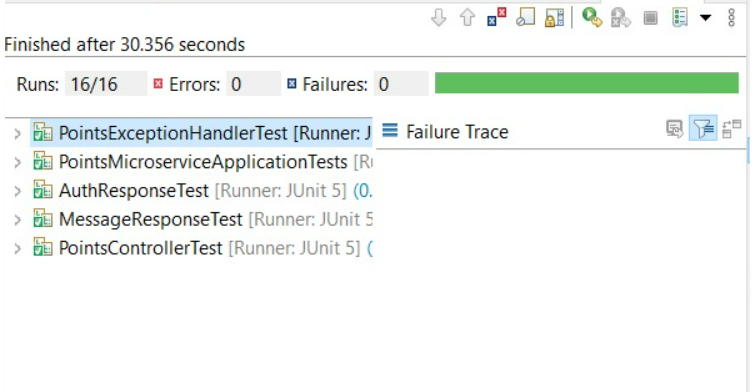 Finished after 30.356 seconds
Runs: 16/16 Errors: 0 Failures: 0
PointsExceptionHandlerTest [Runner: J
Failure Trace
PointsMicroserviceApplicationTests [Ru
AuthResponseTest [Runner: JUnit 5] (0.
MessageResponseTest [Runner: JUnit 5
PointsControllerTest [Runner: JUnit 5] (